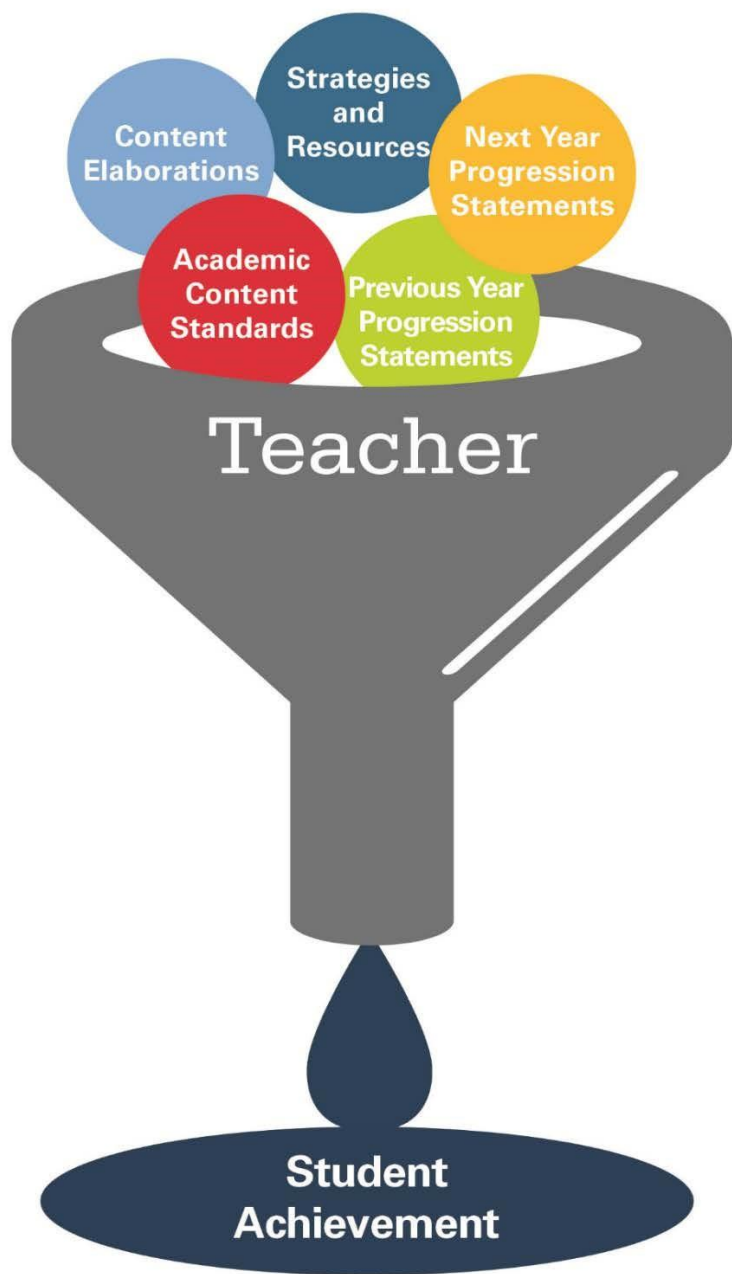 Strategies
and
Resources
Content
Elaborations
Next Year
Progression
Statements
Academic
Content
Standards
Previous Year
Progression
Statements
Teacher
Student
Achievement